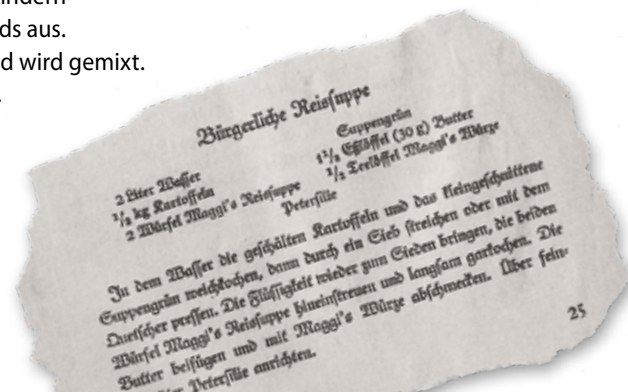 indern
ds aus.
d wird gemixt.
Bürgerliche Reissuppe
2 Liter Wasser
½ kg Kartoffeln
2 Würfel Maggi's Reissuppe
Suppengrün
1½ Eßlöffel (30 g) Butter
½ Teelöffel Maggi's Würze
Petersilie
In dem Wasser die geschälten Kartoffeln und das kleingeschnittene
Suppengrün weichkochen, dann durch ein Sieb streichen oder mit dem
Quetscher pressen. Die Flüssigkeit wieder zum Sieden bringen, die beiden
Würfel Maggi's Reissuppe hineinstreuen und langsam garkochen. Die
Butter beifügen und mit Maggi's Würze abschmecken. Über fein-
Petersilie anrichten.
25